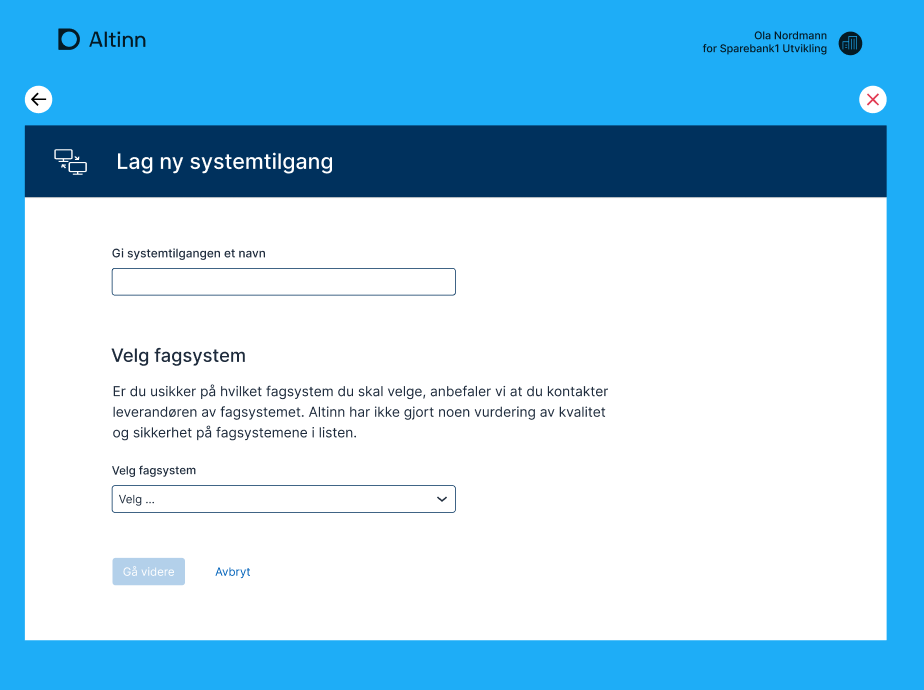 Altinn
Ola Nordmann
for Sparebank1 Utvikling
Lag ny systemtilgang
Gi systemtilgangen et navn
Velg fagsystem
Er du usikker på hvilket fagsystem du skal velge, anbefaler vi at du kontakter
leverandøren av fagsystemet. Altinn har ikke gjort noen vurdering av kvalitet
og sikkerhet på fagsystemene i listen.
Velg fagsystem
Velg ...
Gå videre
Avbryt